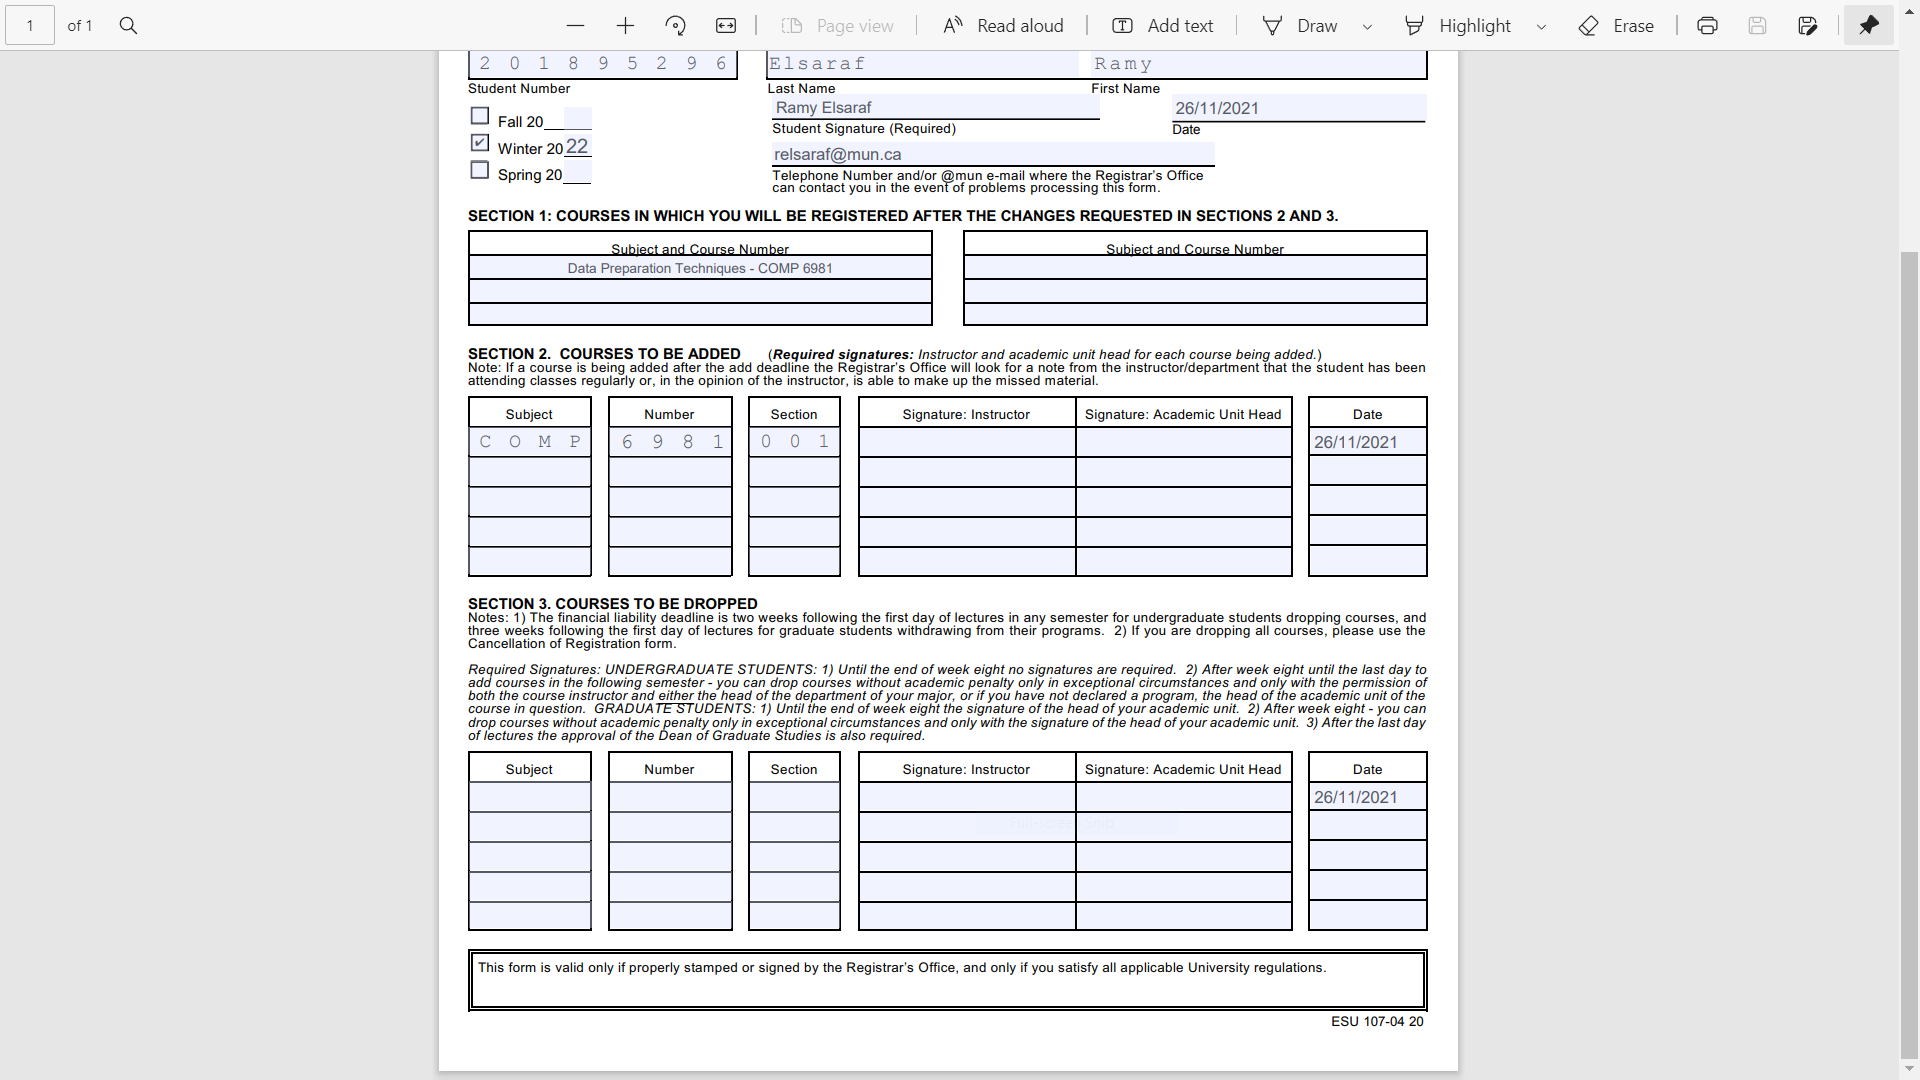 1 of 1 Page view Read aloud Add text Draw Highlight Erase
2 0 1 8 9 5 2 9 6 Elsaraf Ramy
Student Number Last Name First Name
Ramy Elsaraf 26/11/2021
Fall 20
Student Signature (Required) Date
Winter 20 22
relsaraf@mun.ca
Spring 20
Telephone Number and/or @mun e-mail where the Registrar's Office
can contact you in the event of problems processing this form.
SECTION 1: COURSES IN WHICH YOU WILL BE REGISTERED AFTER THE CHANGES REQUESTED IN SECTIONS 2 AND 3.
Subject and Course Number Subject and Course Number
Data Preparation Techniques - COMP 6981
SECTION 2. COURSES TO BE ADDED (Required signatures: Instructor and academic unit head for each course being added.)
Note: If a course is being added after the add deadline the Registrar's Office will look for a note from the instructor/department that the student has been
attending classes regularly or, in the opinion of the instructor, is able to make up the missed material.
Subject Number Section Signature: Instructor Signature: Academic Unit Head Date
C O M P 6 9 8 1 0 0 1 26/11/2021
SECTION 3. COURSES TO BE DROPPED
Notes: 1) The financial liability deadline is two weeks following the first day of lectures in any semester for undergraduate students dropping courses, and
three weeks following the first day of lectures for graduate students withdrawing from their programs. 2) If you are dropping all courses, please use the
Cancellation of Registration form.
Required Signatures: UNDERGRADUATE STUDENTS: 1) Until the end of week eight no signatures are required. 2) After week eight until the last day to
add courses in the following semester - you can drop courses without academic penalty only in exceptional circumstances and only with the permission of
both the course instructor and either the head of the department of your major, or if you have not declared a program, the head of the academic unit of the
course in question. GRADUATE STUDENTS: 1) Until the end of week eight the signature of the head of your academic unit. 2) After week eight - you can
drop courses without academic penalty only in exceptional circumstances and only with the signature of the head of your academic unit. 3) After the last day
of lectures the approval of the Dean of Graduate Studies is also required.
Subject Number Section Signature: Instructor Signature: Academic Unit Head Date
26/11/2021
This form is valid only if properly stamped or signed by the Registrar's Office, and only if you satisfy all applicable University regulations.
ESU 107-04 20